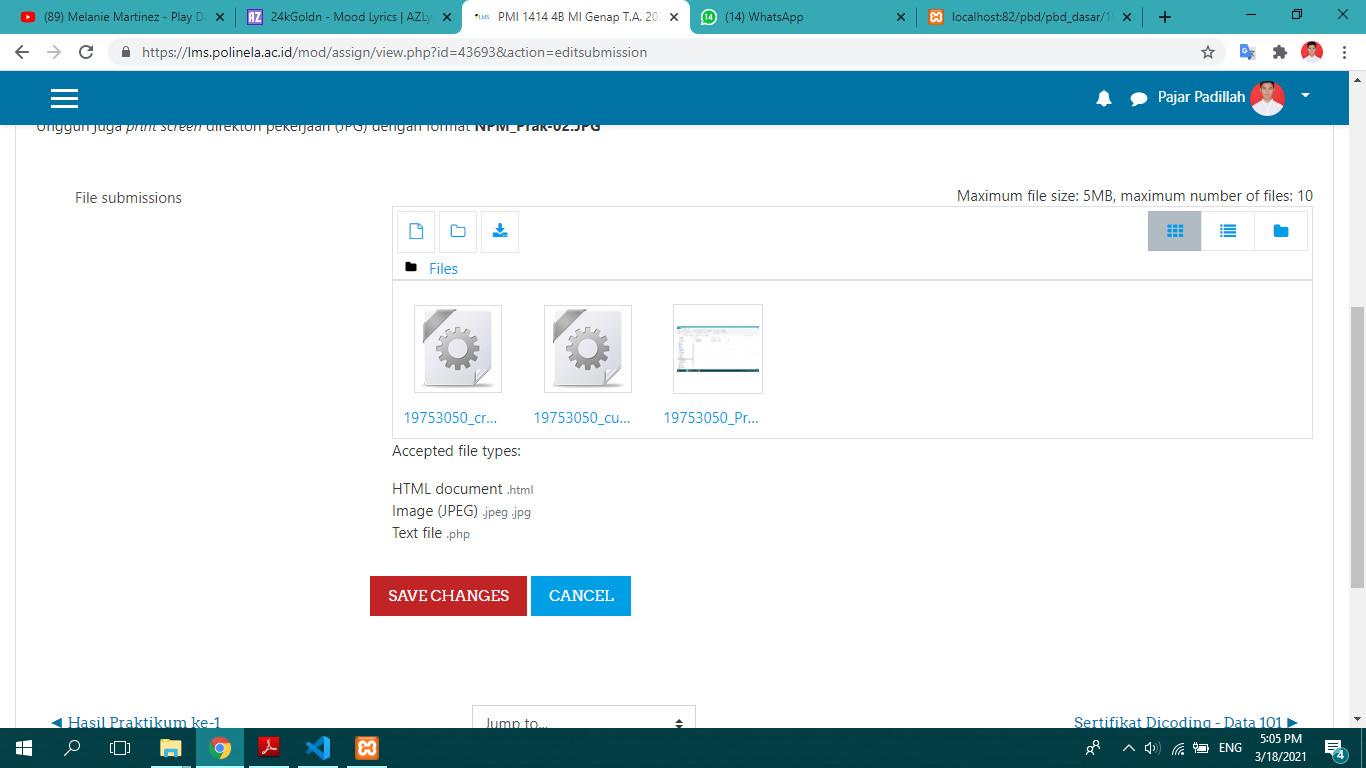 (89) Melanie Martinez - Play D
24kGoldn - Mood Lyrics | AZLy
LMS
PMI 1414 4B MI Genap T.A. 20
14
(14) WhatsApp
localhost:82/pbd/pbd_dasar/1
https://lms.polinela.ac.id/mod/assign/view.php?id=43693&action=editsubmission
Pajar Padillah
Unggun juga print screen direktori pekerjaan (JPG) dengan format NPM_Prak-02.JPG
File submissions
Maximum file size: 5MB, maximum number of files: 10
Files
19753050_cr...
19753050_cu...
19753050_Pr...
Accepted file types:
HTML document .html
Image (JPEG) .jpeg .jpg
Text file .php
SAVE CHANGES
CANCEL
◄ Hasil Praktikum ke-1
Jump to...
Sertifikat Dicoding - Data 101 ►
ENG
5:05 PM
3/18/2021
4